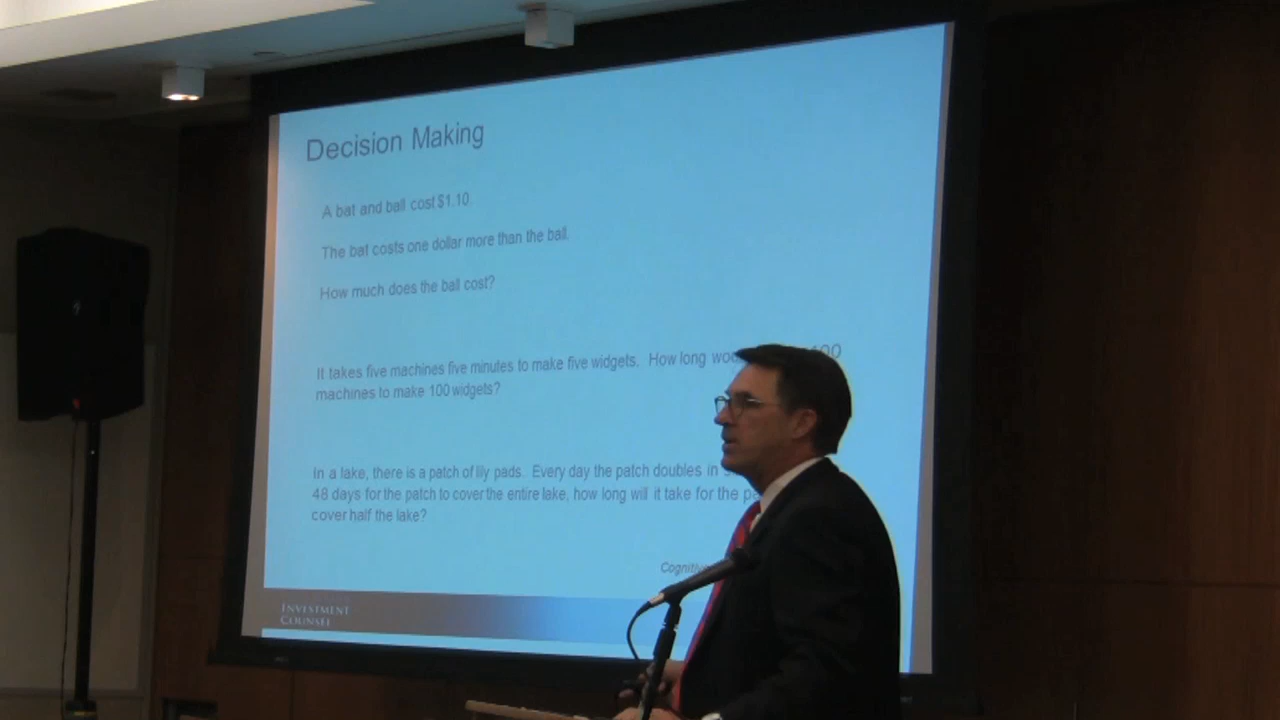 Decision Making
A bat and ball cost $1.10.
The bat costs one dollar more than the ball.
How much does the ball cost?
It takes five machines five minutes to make five widgets. How long 100
machines to make 100 widgets?
In a lake, there is a patch of lily pads. Every day the patch doubles in
48 days for the patch to cover the entire lake, how long will it take for the
cover half the lake?
INVESTMENT
COUNSEL